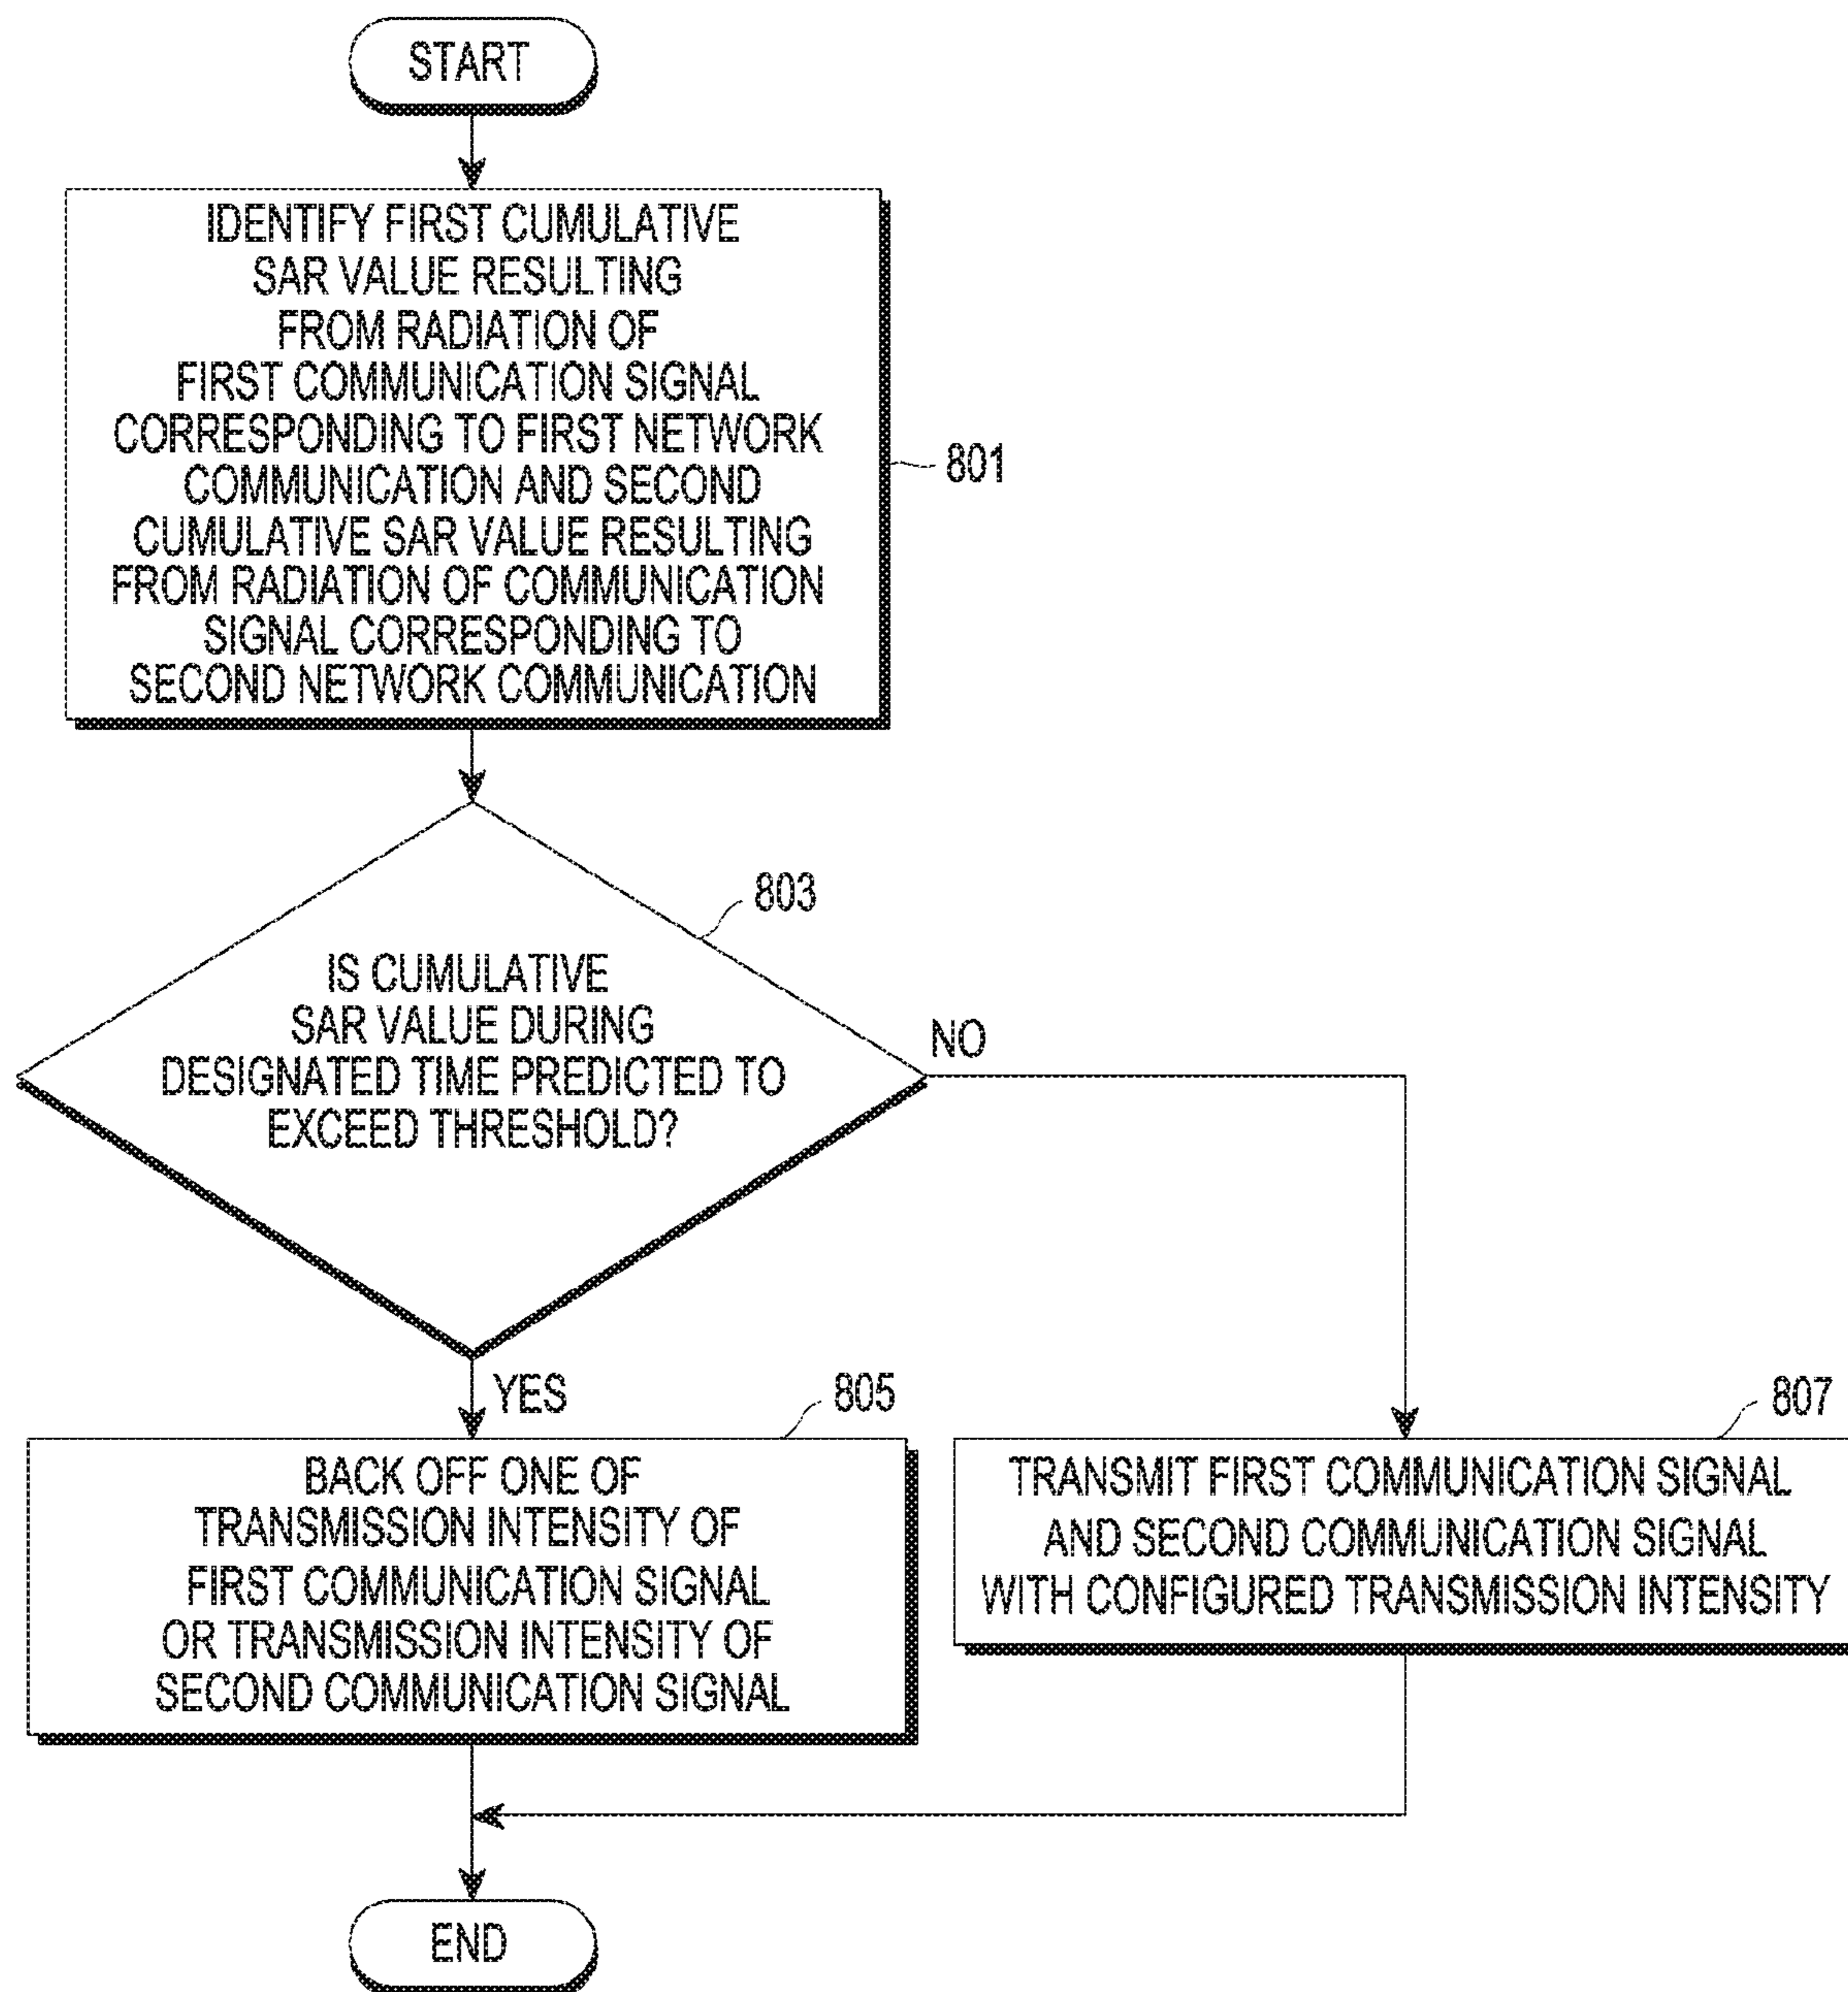 START
IDENTIFY FIRST CUMULATIVE
SAR VALUE RESULTING
FROM RADIATION OF
FIRST COMMUNICATION SIGNAL
CORRESPONDING TO FIRST NETWORK
COMMUNICATION AND SECOND
CUMULATIVE SAR VALUE RESULTING
FROM RADIATION OF COMMUNICATION
SIGNAL CORRESPONDING TO
SECOND NETWORK COMMUNICATION
801
803
IS CUMULATIVE
SAR VALUE DURING
DESIGNATED TIME PREDICTED TO
EXCEED THRESHOLD?
NO
YES
805
BACK OFF ONE OF
TRANSMISSION INTENSITY OF
FIRST COMMUNICATION SIGNAL
OR TRANSMISSION INTENSITY OF
SECOND COMMUNICATION SIGNAL
807
TRANSMIT FIRST COMMUNICATION SIGNAL
AND SECOND COMMUNICATION SIGNAL
WITH CONFIGURED TRANSMISSION INTENSITY
END